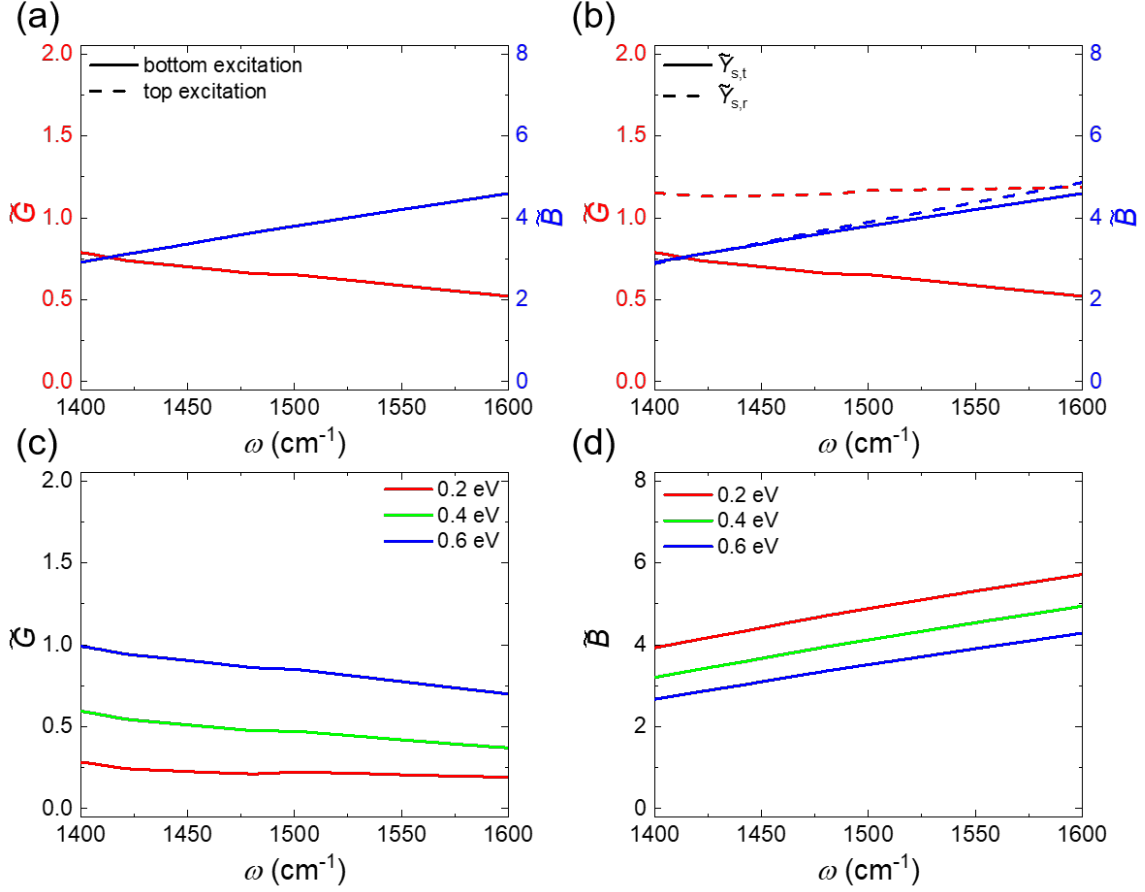 (a)
bottom excitation
top excitation
2.0
1.5
1.0
0.5
0.0
G̃
8
6
4
2
0
B̃
1400 1450 1500 1550 1600
ω (cm⁻¹)
(b)
Ỹs,t
Ỹs,r
2.0
1.5
1.0
0.5
0.0
G̃
8
6
4
2
0
B̃
1400 1450 1500 1550 1600
ω (cm⁻¹)
(c)
0.2 eV
0.4 eV
0.6 eV
2.0
1.5
1.0
0.5
0.0
G̃
1400 1450 1500 1550 1600
ω (cm⁻¹)
(d)
0.2 eV
0.4 eV
0.6 eV
8
6
4
2
0
B̃
1400 1450 1500 1550 1600
ω (cm⁻¹)